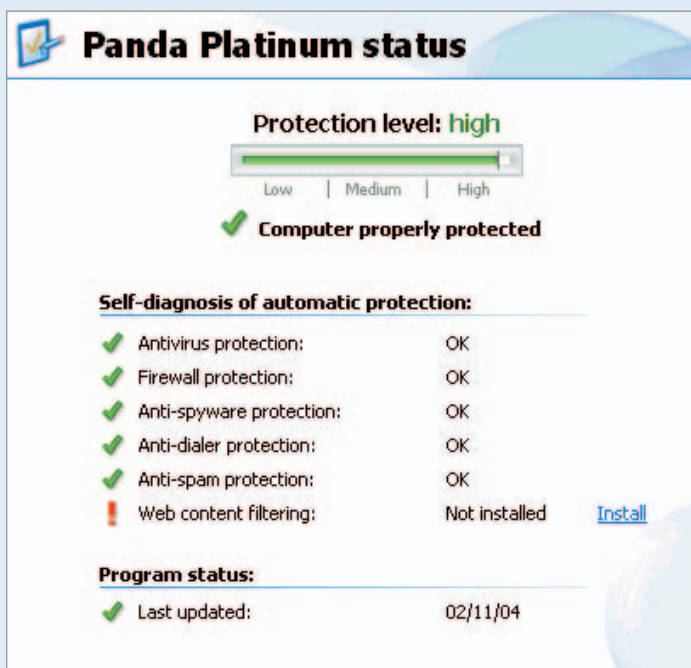 Panda Platinum status
Protection level: high
Low | Medium | High
Computer properly protected
Self-diagnosis of automatic protection:
Antivirus protection: OK
Firewall protection: OK
Anti-spyware protection: OK
Anti-dialer protection: OK
Anti-spam protection: OK
Web content filtering: Not installed Install
Program status:
Last updated: 02/11/04